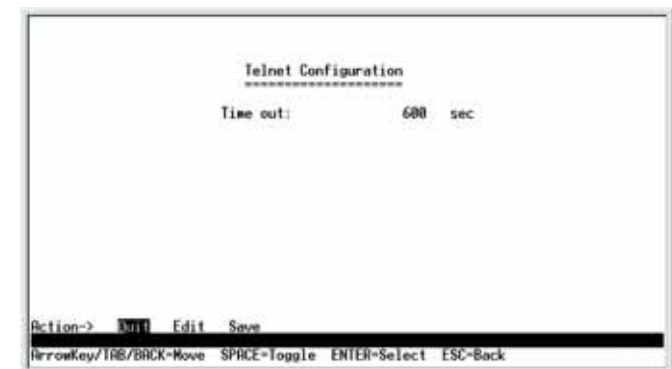 Telnet Configuration
====================
Time out: 600 sec
Action-> Quit Edit Save
ArrowKey/TAB/BACK=Move SPACE=Toggle ENTER=Select ESC=Back